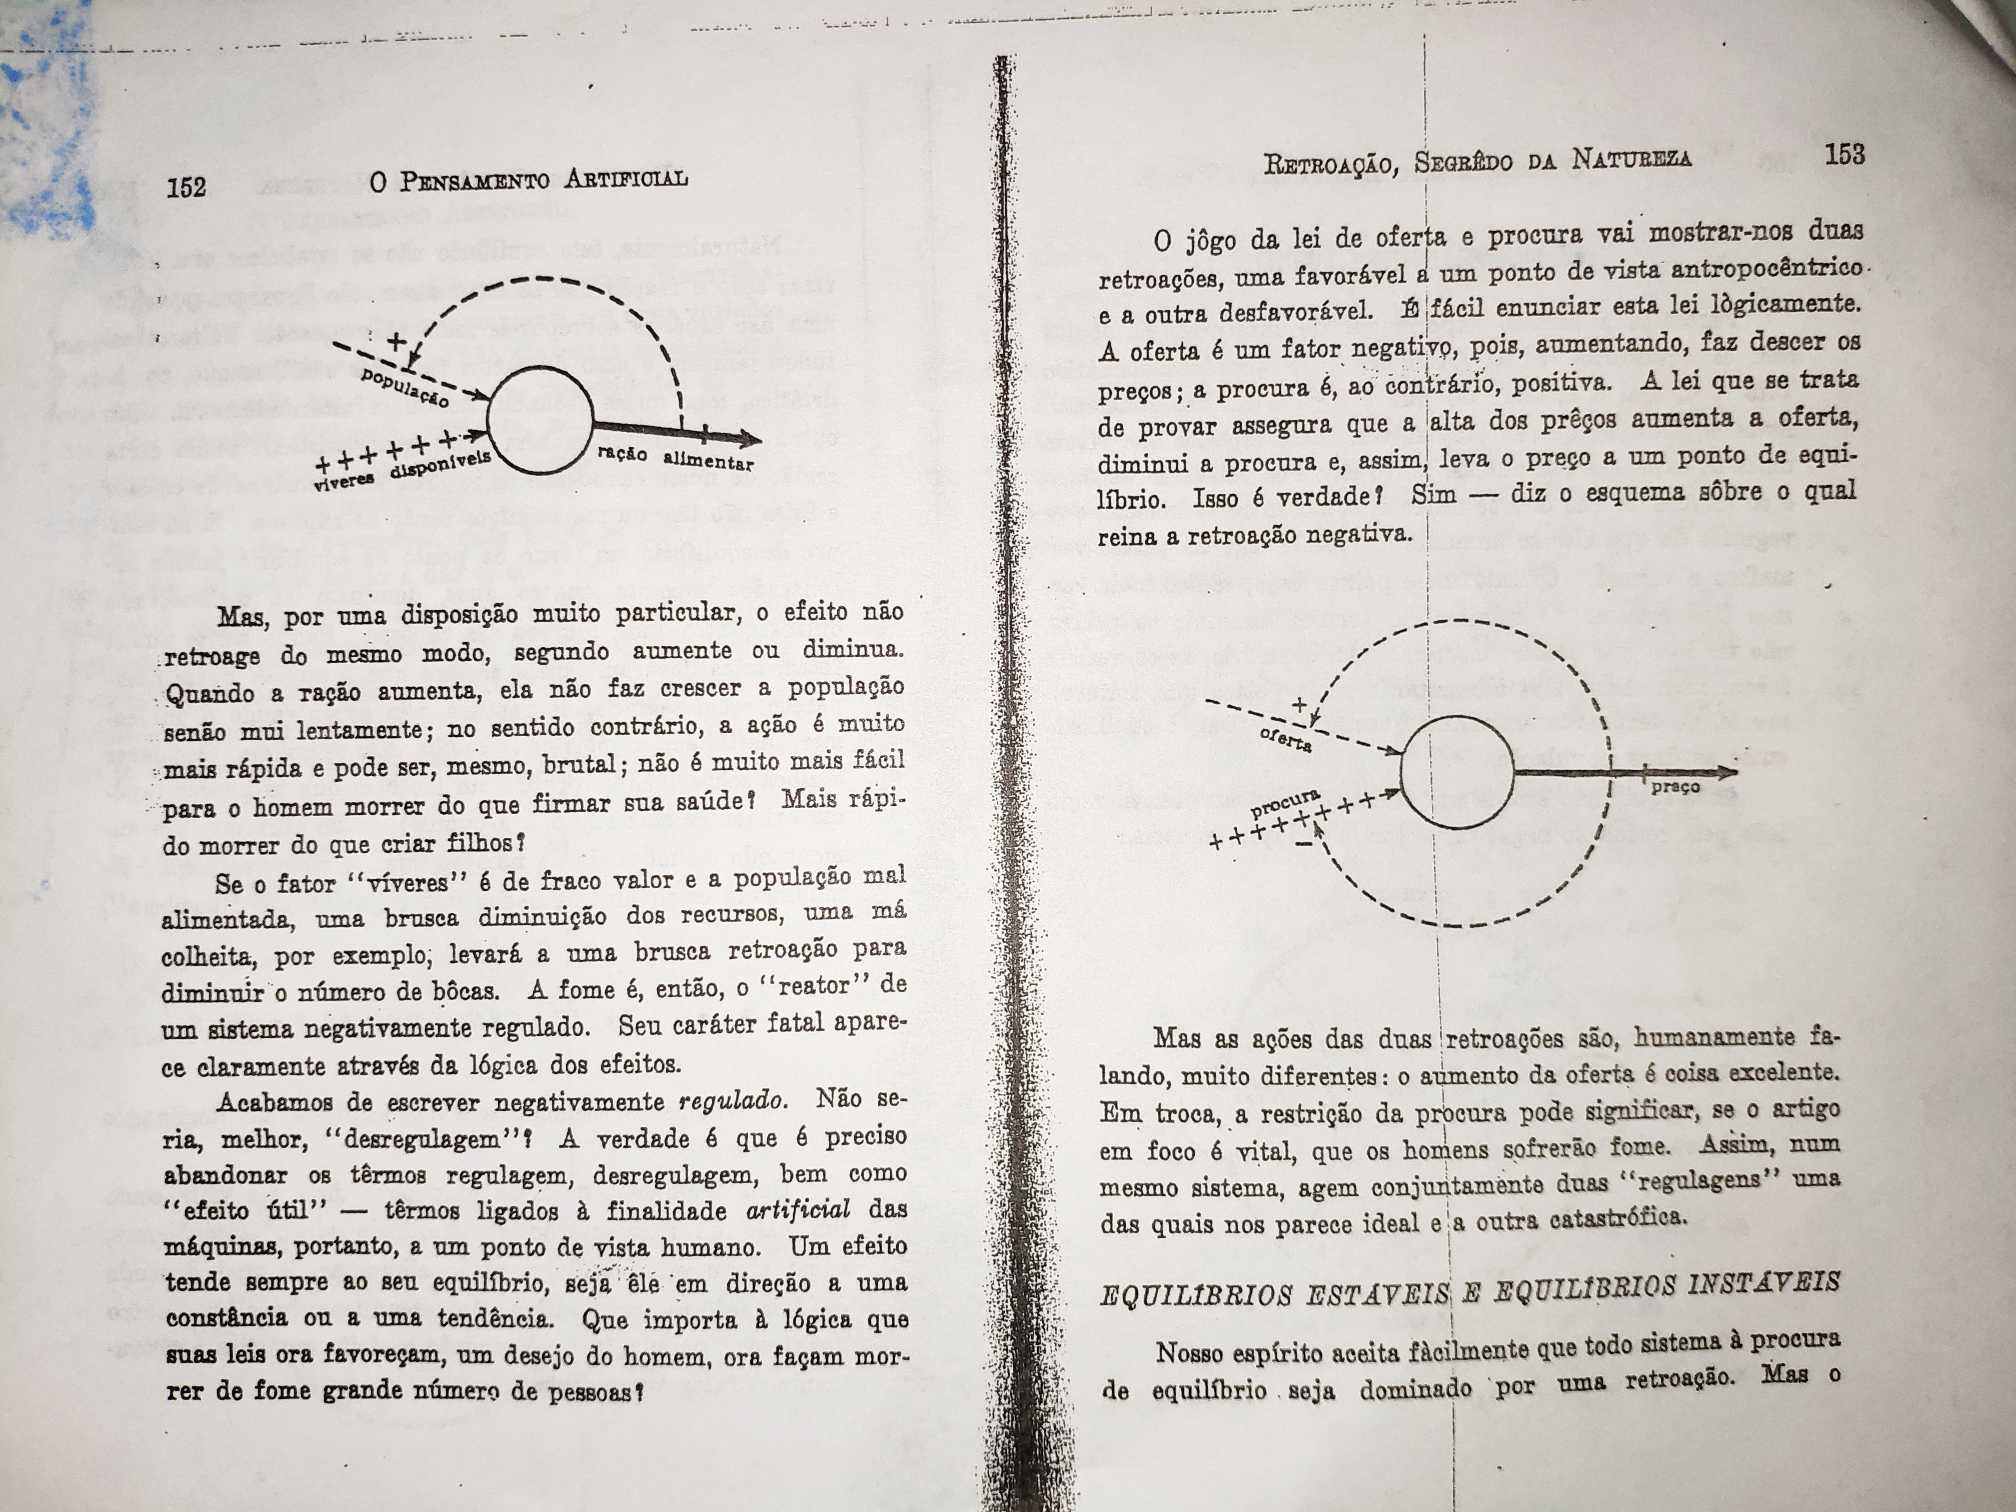 152
O PENSAMENTO ARTIFICIAL
+
população
++++++
víveres disponíveis
ração alimentar
Mas, por uma disposição muito particular, o efeito não
retroage do mesmo modo, segundo aumente ou diminua.
Quando a ração aumenta, ela não faz crescer a população
senão mui lentamente; no sentido contrário, a ação é muito
mais rápida e pode ser, mesmo, brutal; não é muito mais fácil
para o homem morrer do que firmar sua saúde? Mais rápi-
do morrer do que criar filhos?
Se o fator "víveres" é de fraco valor e a população mal
alimentada, uma brusca diminuição dos recursos, uma má
colheita, por exemplo, levará a uma brusca retroação para
diminuir o número de bôcas. A fome é, então, o "reator" de
um sistema negativamente regulado. Seu caráter fatal apare-
ce claramente através da lógica dos efeitos.
Acabamos de escrever negativamente regulado. Não se-
ria, melhor, "desregulagem"? A verdade é que é preciso
abandonar os têrmos regulagem, desregulagem, bem como
"efeito útil" — têrmos ligados à finalidade artificial das
máquinas, portanto, a um ponto de vista humano. Um efeito
tende sempre ao seu equilíbrio, seja êle em direção a uma
constância ou a uma tendência. Que importa à lógica que
suas leis ora favoreçam, um desejo do homem, ora façam mor-
rer de fome grande número de pessoas?
RETROAÇÃO, SEGRÊDO DA NATUREZA
153
O jôgo da lei de oferta e procura vai mostrar-nos duas
retroações, uma favorável a um ponto de vista antropocêntrico
e a outra desfavorável. É fácil enunciar esta lei lògicamente.
A oferta é um fator negativo, pois, aumentando, faz descer os
preços; a procura é, ao contrário, positiva. A lei que se trata
de provar assegura que a alta dos prêços aumenta a oferta,
diminui a procura e, assim, leva o preço a um ponto de equi-
líbrio. Isso é verdade? Sim — diz o esquema sôbre o qual
reina a retroação negativa.
+
oferta
procura
++++++++
−
preço
Mas as ações das duas retroações são, humanamente fa-
lando, muito diferentes: o aumento da oferta é coisa excelente.
Em troca, a restrição da procura pode significar, se o artigo
em foco é vital, que os homens sofrerão fome. Assim, num
mesmo sistema, agem conjuntamente duas "regulagens" uma
das quais nos parece ideal e a outra catastrófica.
EQUILÍBRIOS ESTÁVEIS E EQUILÍBRIOS INSTÁVEIS
Nosso espírito aceita fàcilmente que todo sistema à procura
de equilíbrio seja dominado por uma retroação. Mas o